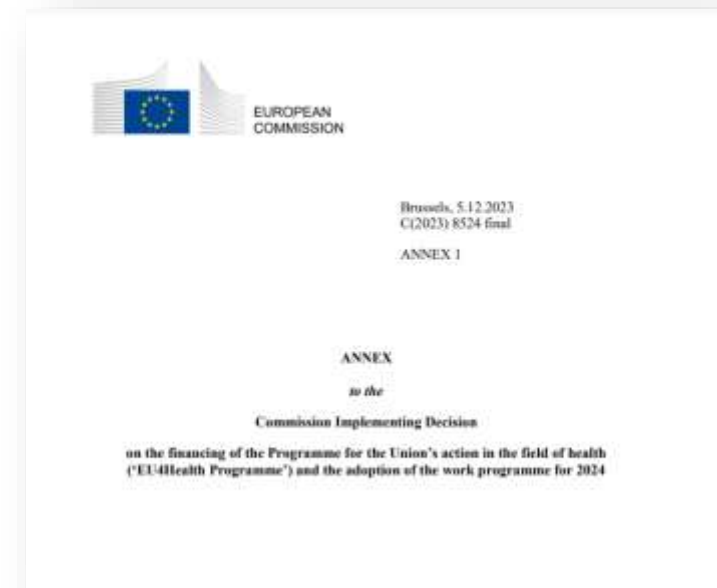 EUROPEAN
COMMISSION
Brussels, 5.12.2023
C(2023) 8524 final
ANNEX 1
ANNEX
to the
Commission Implementing Decision
on the financing of the Programme for the Union's action in the field of health
('EU4Health Programme') and the adoption of the work programme for 2024